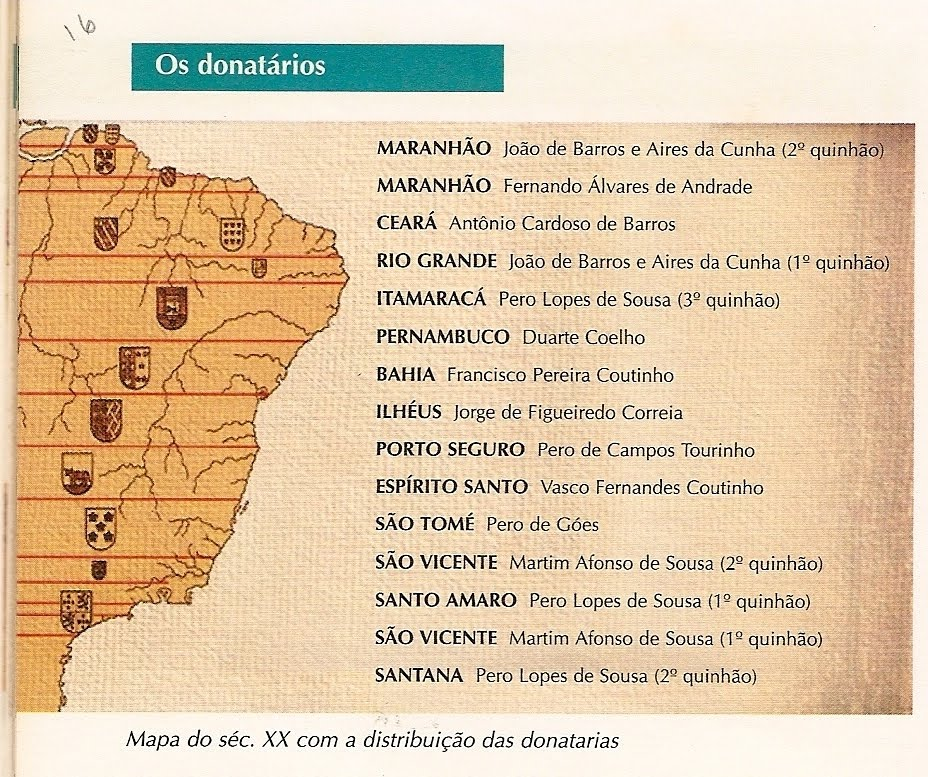 16
Os donatários
MARANHÃO João de Barros e Aires da Cunha (2º quinhão)
MARANHÃO Fernando Álvares de Andrade
CEARÁ Antônio Cardoso de Barros
RIO GRANDE João de Barros e Aires da Cunha (1º quinhão)
ITAMARACÁ Pero Lopes de Sousa (3º quinhão)
PERNAMBUCO Duarte Coelho
BAHIA Francisco Pereira Coutinho
ILHÉUS Jorge de Figueiredo Correia
PORTO SEGURO Pero de Campos Tourinho
ESPÍRITO SANTO Vasco Fernandes Coutinho
SÃO TOMÉ Pero de Góes
SÃO VICENTE Martim Afonso de Sousa (2º quinhão)
SANTO AMARO Pero Lopes de Sousa (1º quinhão)
SÃO VICENTE Martim Afonso de Sousa (1º quinhão)
SANTANA Pero Lopes de Sousa (2º quinhão)
Mapa do séc. XX com a distribuição das donatarias